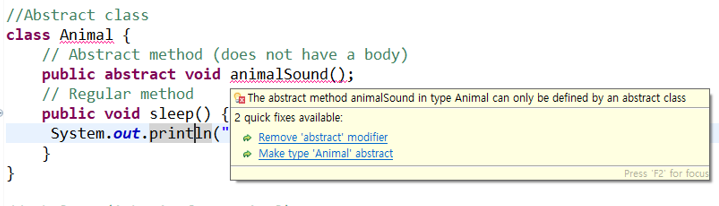 //Abstract class
class Animal {
// Abstract method (does not have a body)
public abstract void animalSound();
// Regular method
public void sleep() {
System.out.println("
}
}
The abstract method animalSound in type Animal can only be defined by an abstract class
2 quick fixes available:
Remove 'abstract' modifier
Make type 'Animal' abstract
Press 'F2' for focus